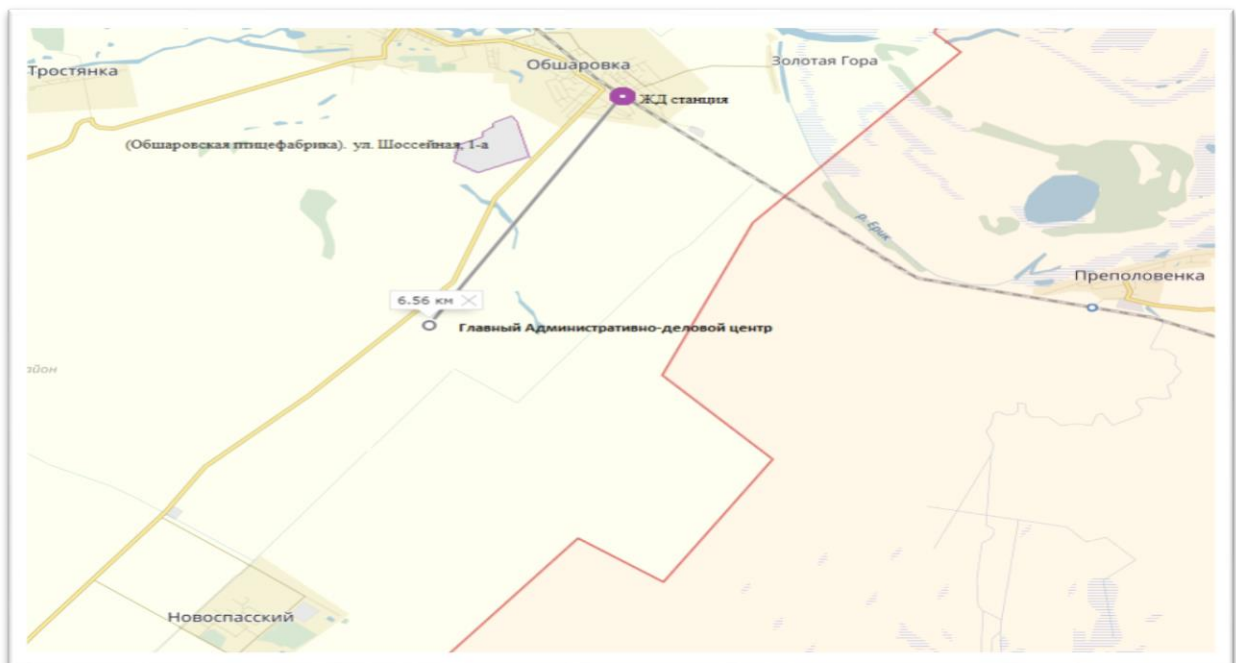 Обшаровка
Золотая Гора
Тростянка
ЖД станция
(Обшаровская птицефабрика). ул. Шоссейная, 1-а
р. Ерик
Преполовенка
6.56 км
Главный Административно-деловой центр
айон
Новоспасский